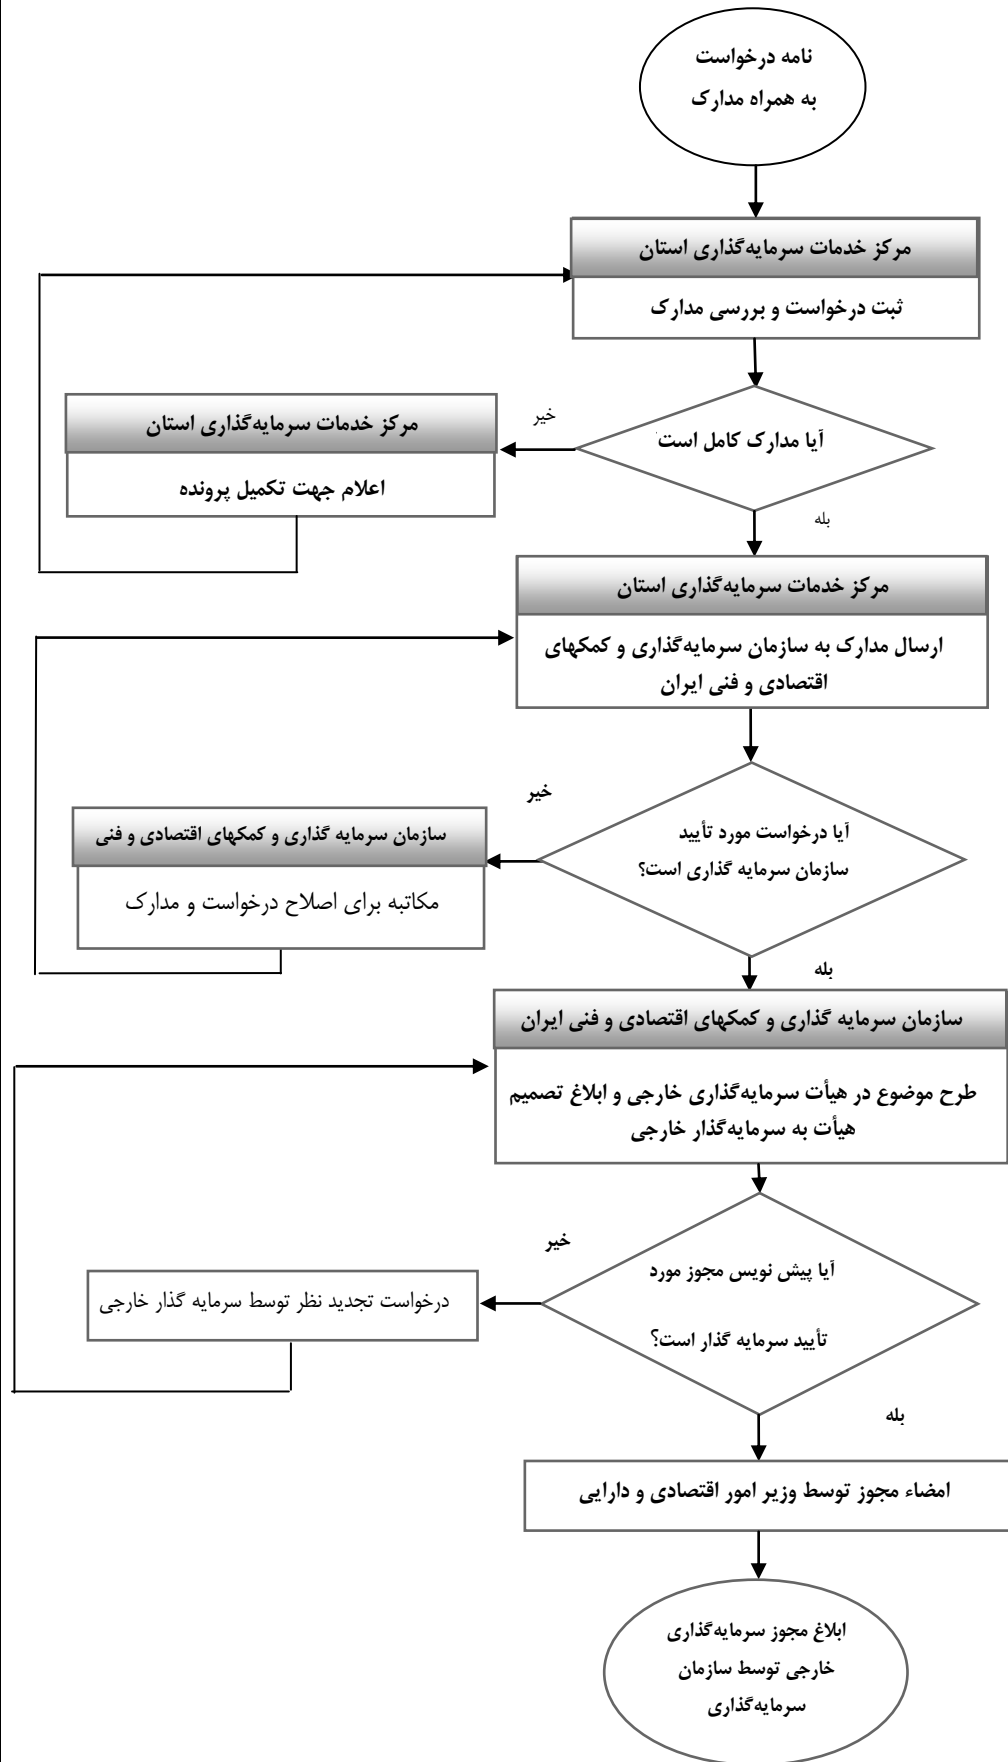 نامه درخواست
به همراه مدارک
مرکز خدمات سرمایه‌گذاری استان
ثبت درخواست و بررسی مدارک
آیا مدارک کامل است
خیر
مرکز خدمات سرمایه‌گذاری استان
اعلام جهت تکمیل پرونده
بله
مرکز خدمات سرمایه‌گذاری استان
ارسال مدارک به سازمان سرمایه‌گذاری و کمکهای
اقتصادی و فنی ایران
آیا درخواست مورد تأیید
سازمان سرمایه گذاری است؟
خیر
سازمان سرمایه گذاری و کمکهای اقتصادی و فنی
مکاتبه برای اصلاح درخواست و مدارک
بله
سازمان سرمایه گذاری و کمکهای اقتصادی و فنی ایران
طرح موضوع در هیأت سرمایه‌گذاری خارجی و ابلاغ تصمیم
هیأت به سرمایه‌گذار خارجی
آیا پیش نویس مجوز مورد
تأیید سرمایه گذار است؟
خیر
درخواست تجدید نظر توسط سرمایه گذار خارجی
بله
امضاء مجوز توسط وزیر امور اقتصادی و دارایی
ابلاغ مجوز سرمایه‌گذاری
خارجی توسط سازمان
سرمایه‌گذاری